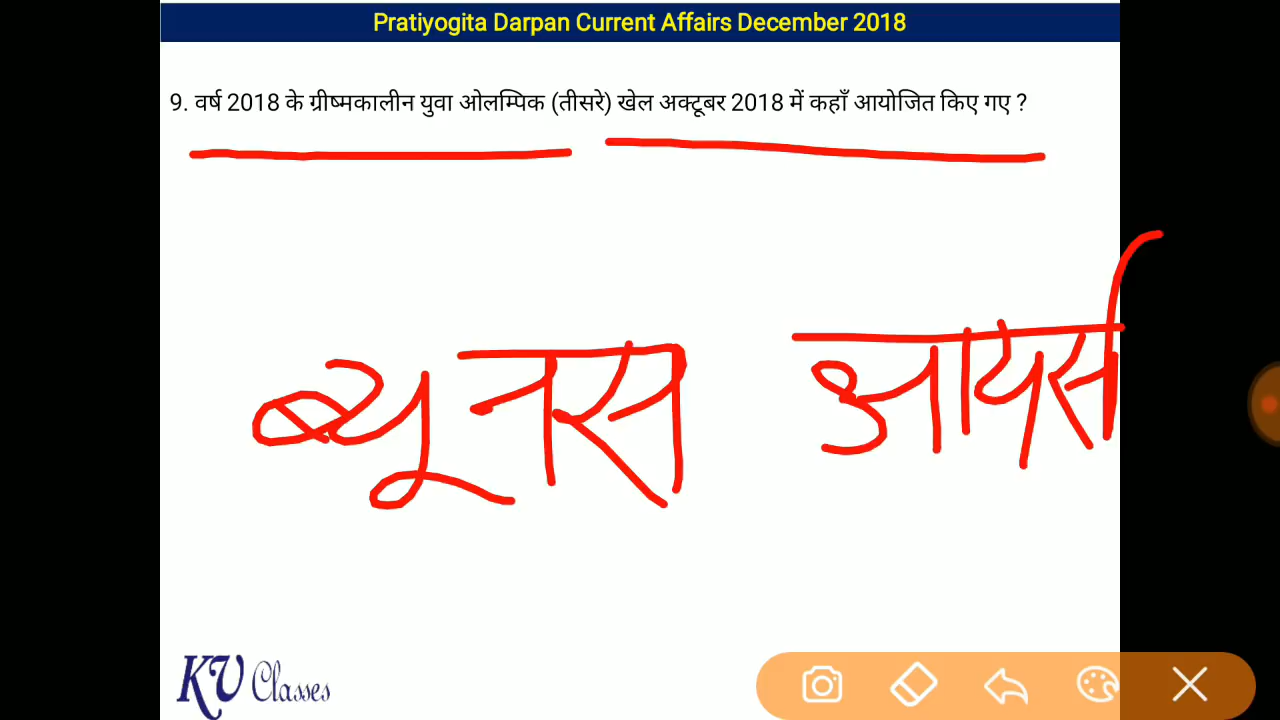 Pratiyogita Darpan Current Affairs December 2018
9. वर्ष 2018 के ग्रीष्मकालीन युवा ओलम्पिक (तीसरे) खेल अक्टूबर 2018 में कहाँ आयोजित किए गए ?
ब्यूनस आयर्स
KV Classes